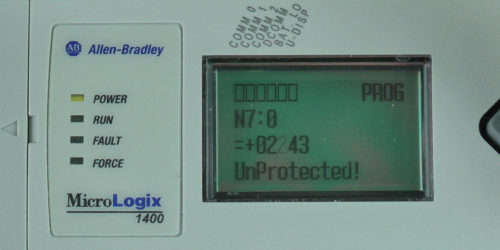 COMM 0
COMM 1
COMM 2
DCOMM
BAT. LO
U-DISP
AB Allen-Bradley
POWER
RUN
FAULT
FORCE
MicroLogix
1400
PROG
N7:0
UnProtected!